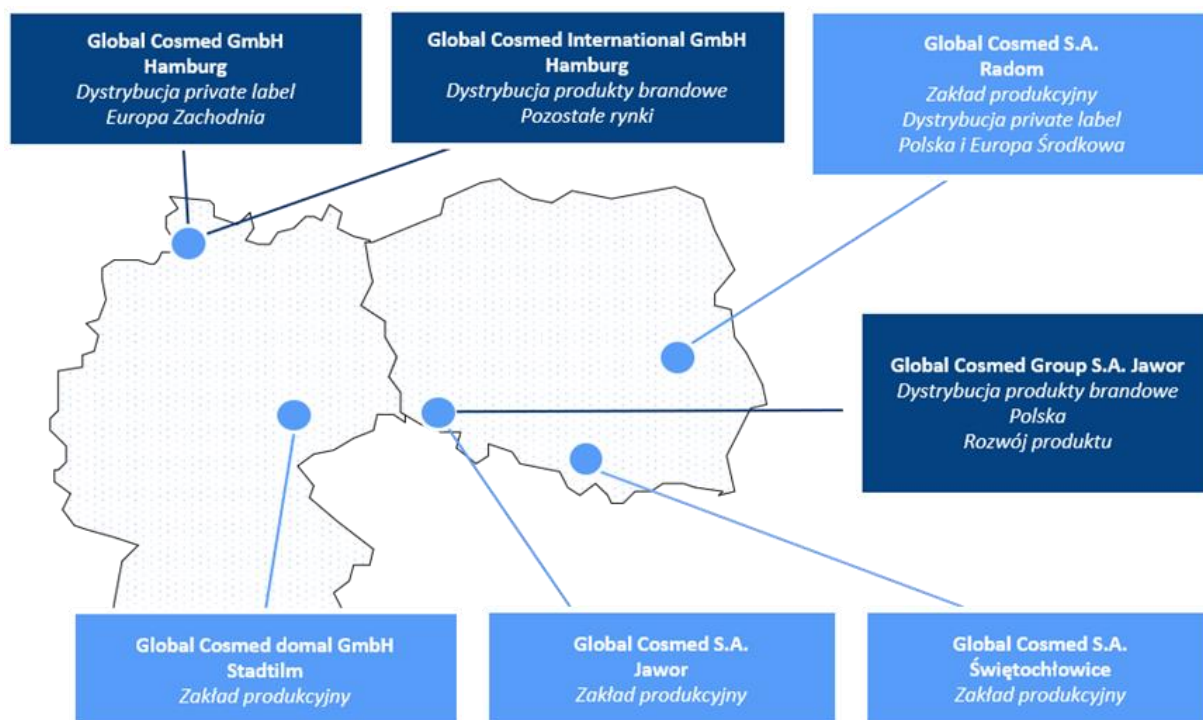 Global Cosmed GmbH
Hamburg
Dystrybucja private label
Europa Zachodnia
Global Cosmed International GmbH
Hamburg
Dystrybucja produkty brandowe
Pozostałe rynki
Global Cosmed S.A.
Radom
Zakład produkcyjny
Dystrybucja private label
Polska i Europa Środkowa
Global Cosmed Group S.A. Jawor
Dystrybucja produkty brandowe
Polska
Rozwój produktu
Global Cosmed domal GmbH
Stadtilm
Zakład produkcyjny
Global Cosmed S.A.
Jawor
Zakład produkcyjny
Global Cosmed S.A.
Świętochłowice
Zakład produkcyjny